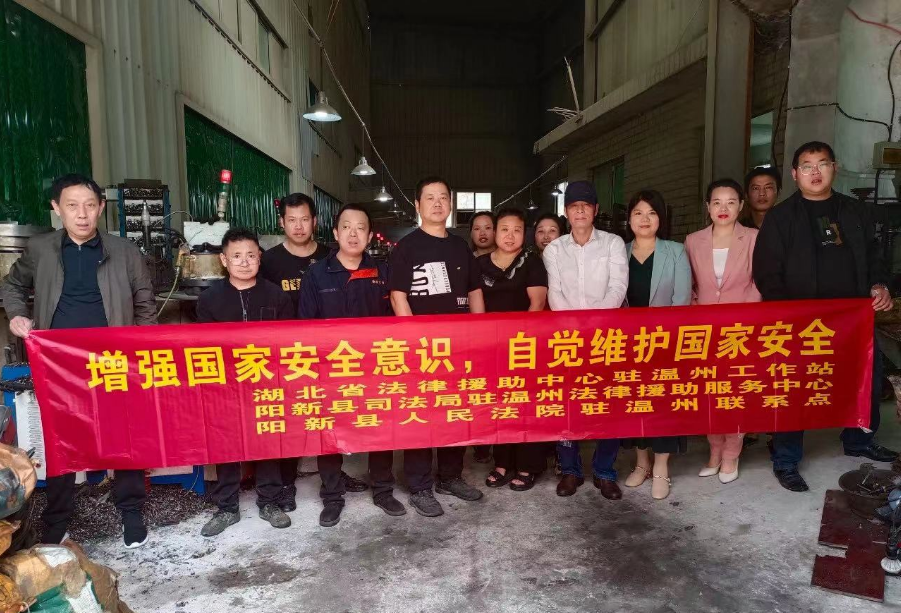 增强国家安全意识，自觉维护国家安全
湖北省法律援助中心驻温州工作站
阳新县司法局驻温州法律援助服务中心
阳新县人民法院驻温州联系点